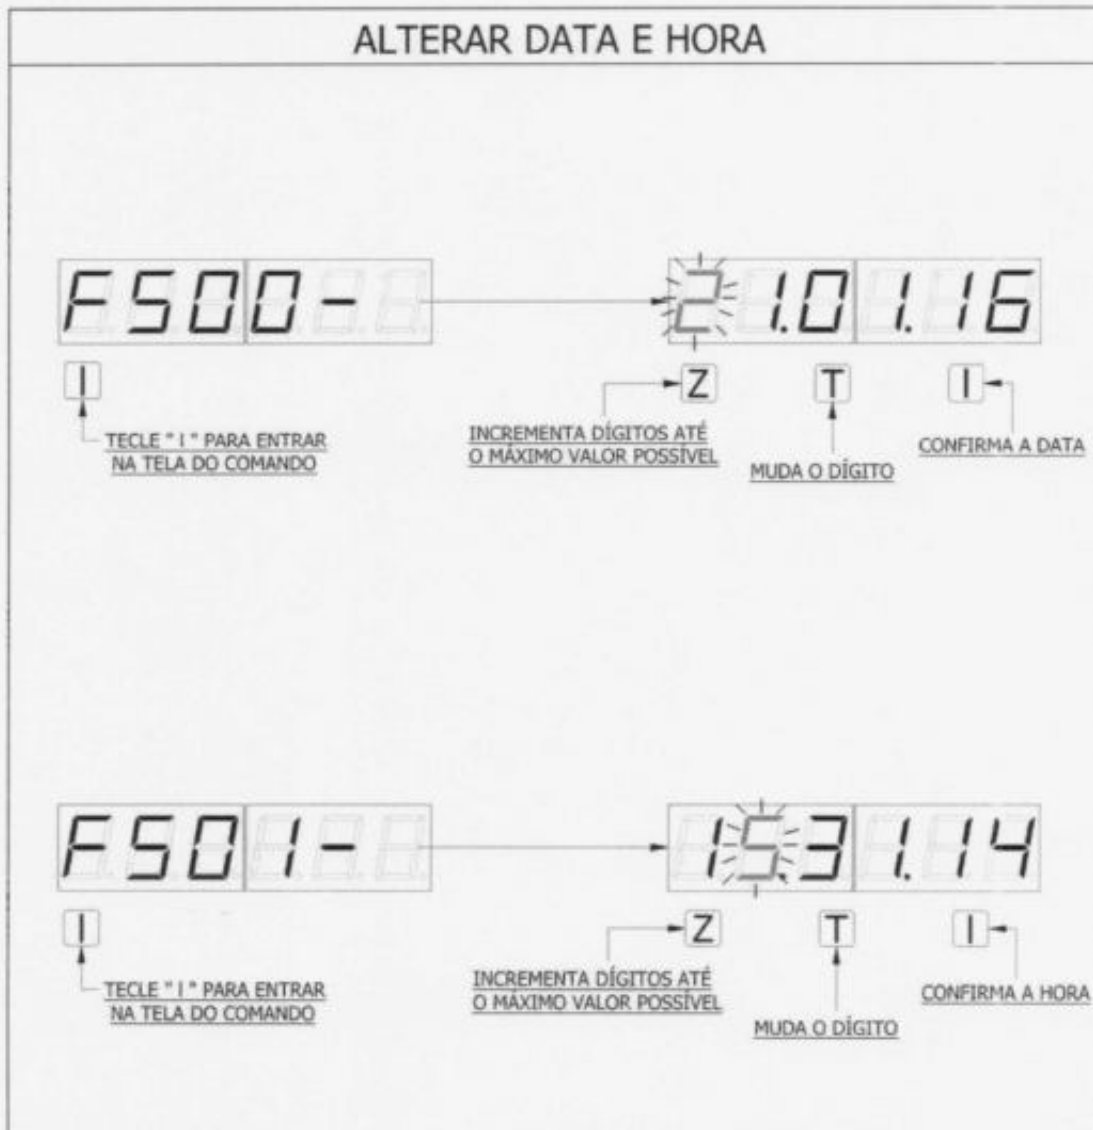 ALTERAR DATA E HORA
FS00-
21.01.16
I
Z
T
I
TECLE " I " PARA ENTRAR
NA TELA DO COMANDO
INCREMENTA DÍGITOS ATÉ
O MÁXIMO VALOR POSSÍVEL
MUDA O DÍGITO
CONFIRMA A DATA
FS01-
15.31.14
I
Z
T
I
TECLE " I " PARA ENTRAR
NA TELA DO COMANDO
INCREMENTA DÍGITOS ATÉ
O MÁXIMO VALOR POSSÍVEL
MUDA O DÍGITO
CONFIRMA A HORA